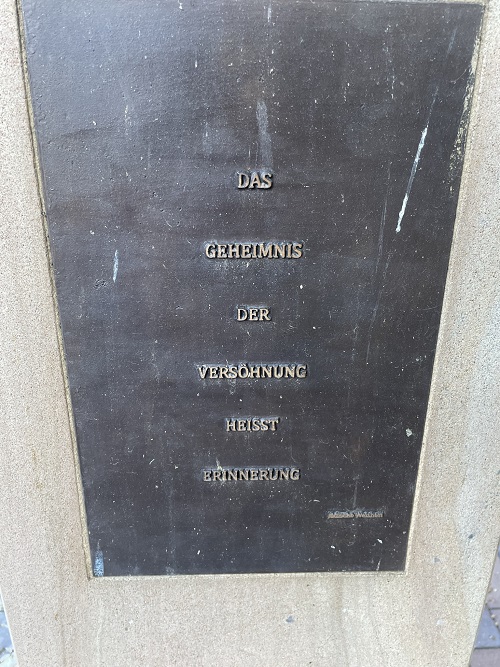 DAS
GEHEIMNIS
DER
VERSÖHNUNG
HEISST
ERINNERUNG